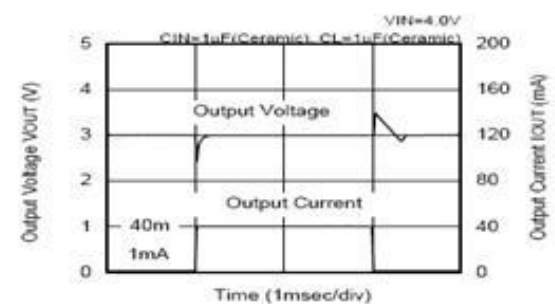 VIN=4.0V
CIN=1uF(Ceramic), CL=1uF(Ceramic)
5
4
3
2
1
0
Output Voltage VOUT (V)
200
160
120
80
40
0
Output Current IOUT (mA)
Output Voltage
Output Current
40m
1mA
Time (1msec/div)